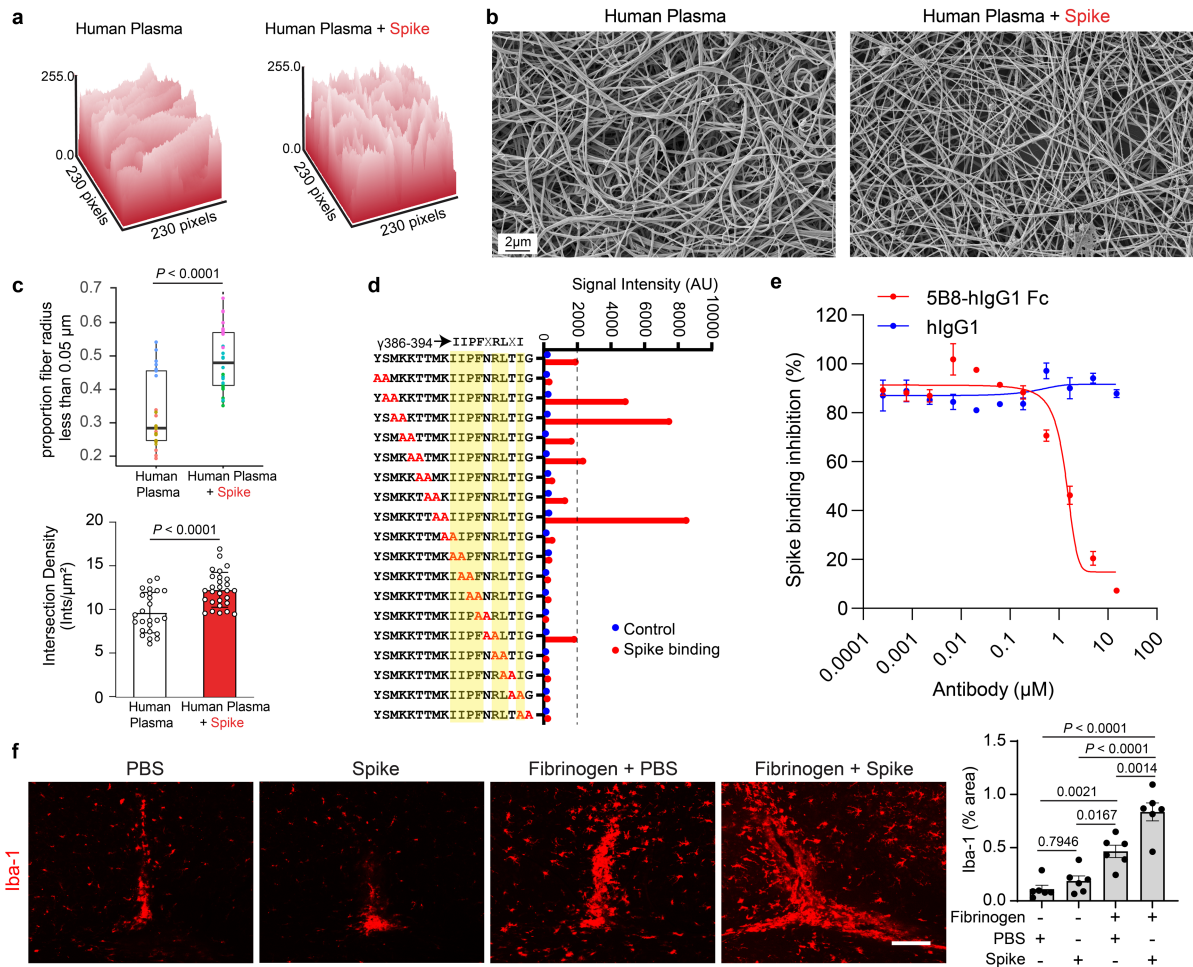 a
Human Plasma
Human Plasma + Spike
255.0
0.0
230 pixels
230 pixels
255.0
0.0
230 pixels
230 pixels
b
Human Plasma
Human Plasma + Spike
2µm
c
P < 0.0001
proportion fiber radius
less than 0.05 µm
0.7
0.6
0.5
0.4
0.3
0.2
Human
Plasma
Human Plasma
+ Spike
P < 0.0001
Intersection Density
(Ints/µm²)
20
15
10
5
0
Human
Plasma
Human Plasma
+ Spike
d
Signal Intensity (AU)
0
2000
4000
6000
8000
10000
γ386-394
IIPFXRLXI
YSMKKTTMKIIPFNRLTIG
AAMKKTTMKIIPFNRLTIG
YAAKKTTMKIIPFNRLTIG
YSAAKTTMKIIPFNRLTIG
YSMAATTMKIIPFNRLTIG
YSMKAATMKIIPFNRLTIG
YSMKKAAMKIIPFNRLTIG
YSMKKTAAKIIPFNRLTIG
YSMKKTTAAIIPFNRLTIG
YSMKKTTMAAIPFNRLTIG
YSMKKTTMKAAPFNRLTIG
YSMKKTTMKIAAFNRLTIG
YSMKKTTMKIIAANRLTIG
YSMKKTTMKIIPAARLTIG
YSMKKTTMKIIPFAALTIG
YSMKKTTMKIIPFNAATIG
YSMKKTTMKIIPFNRAAIG
YSMKKTTMKIIPFNRLAAG
YSMKKTTMKIIPFNRLTAA
Control
Spike binding
e
5B8-hIgG1 Fc
hIgG1
Spike binding inhibition (%)
120
100
80
60
40
20
0
0.0001
0.001
0.01
0.1
1
10
100
Antibody (µM)
f
Iba-1
PBS
Spike
Fibrinogen + PBS
Fibrinogen + Spike
P < 0.0001
P < 0.0001
0.0014
0.0021
0.0167
0.7946
Iba-1 (% area)
1.5
1.0
0.5
0.0
Fibrinogen - - + +
PBS + - + -
Spike - + - +